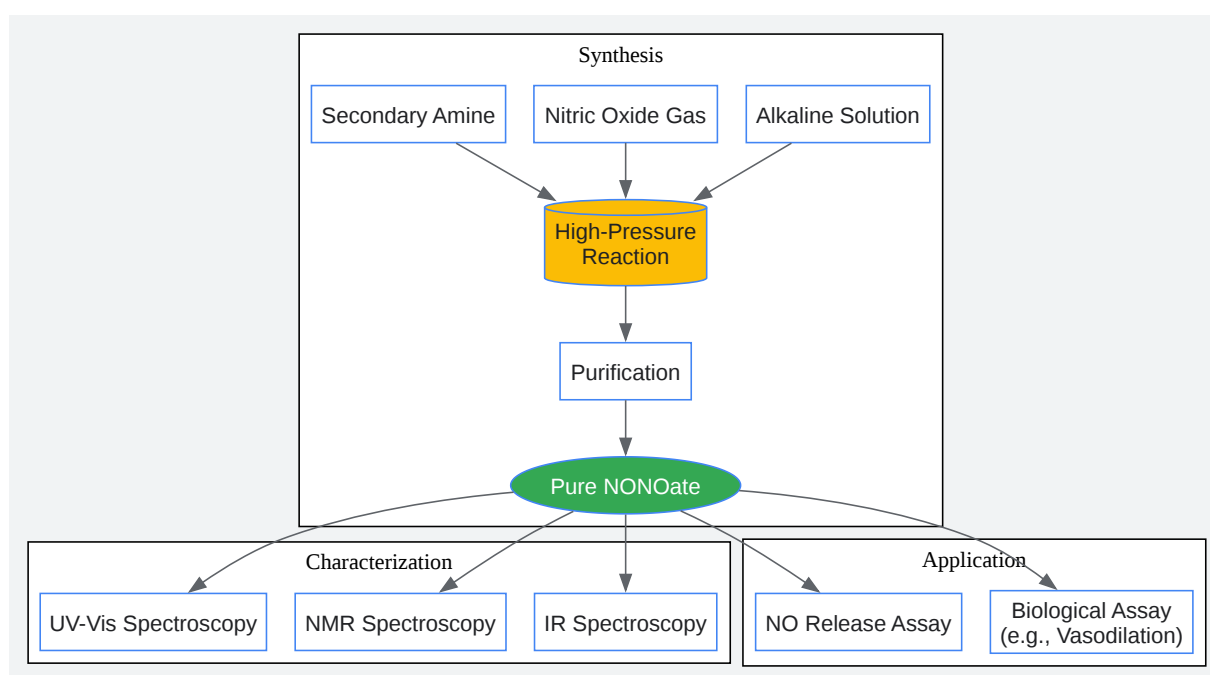 Synthesis
Secondary Amine
Nitric Oxide Gas
Alkaline Solution
High-Pressure
Reaction
Purification
Pure NONOate
Characterization
UV-Vis Spectroscopy
NMR Spectroscopy
IR Spectroscopy
Application
NO Release Assay
Biological Assay
(e.g., Vasodilation)